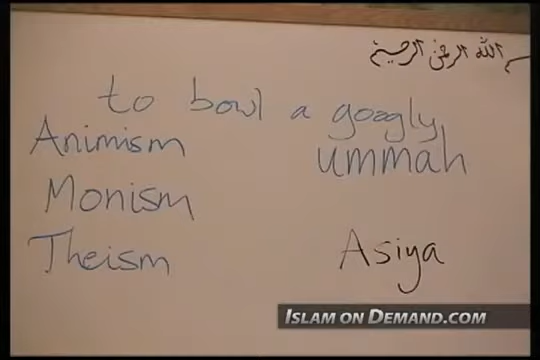 بسم الله الرحمن الرحيم
to bowl a googly
Animism
ummah
Monism
Theism
Asiya
ISLAM ON DEMAND.COM